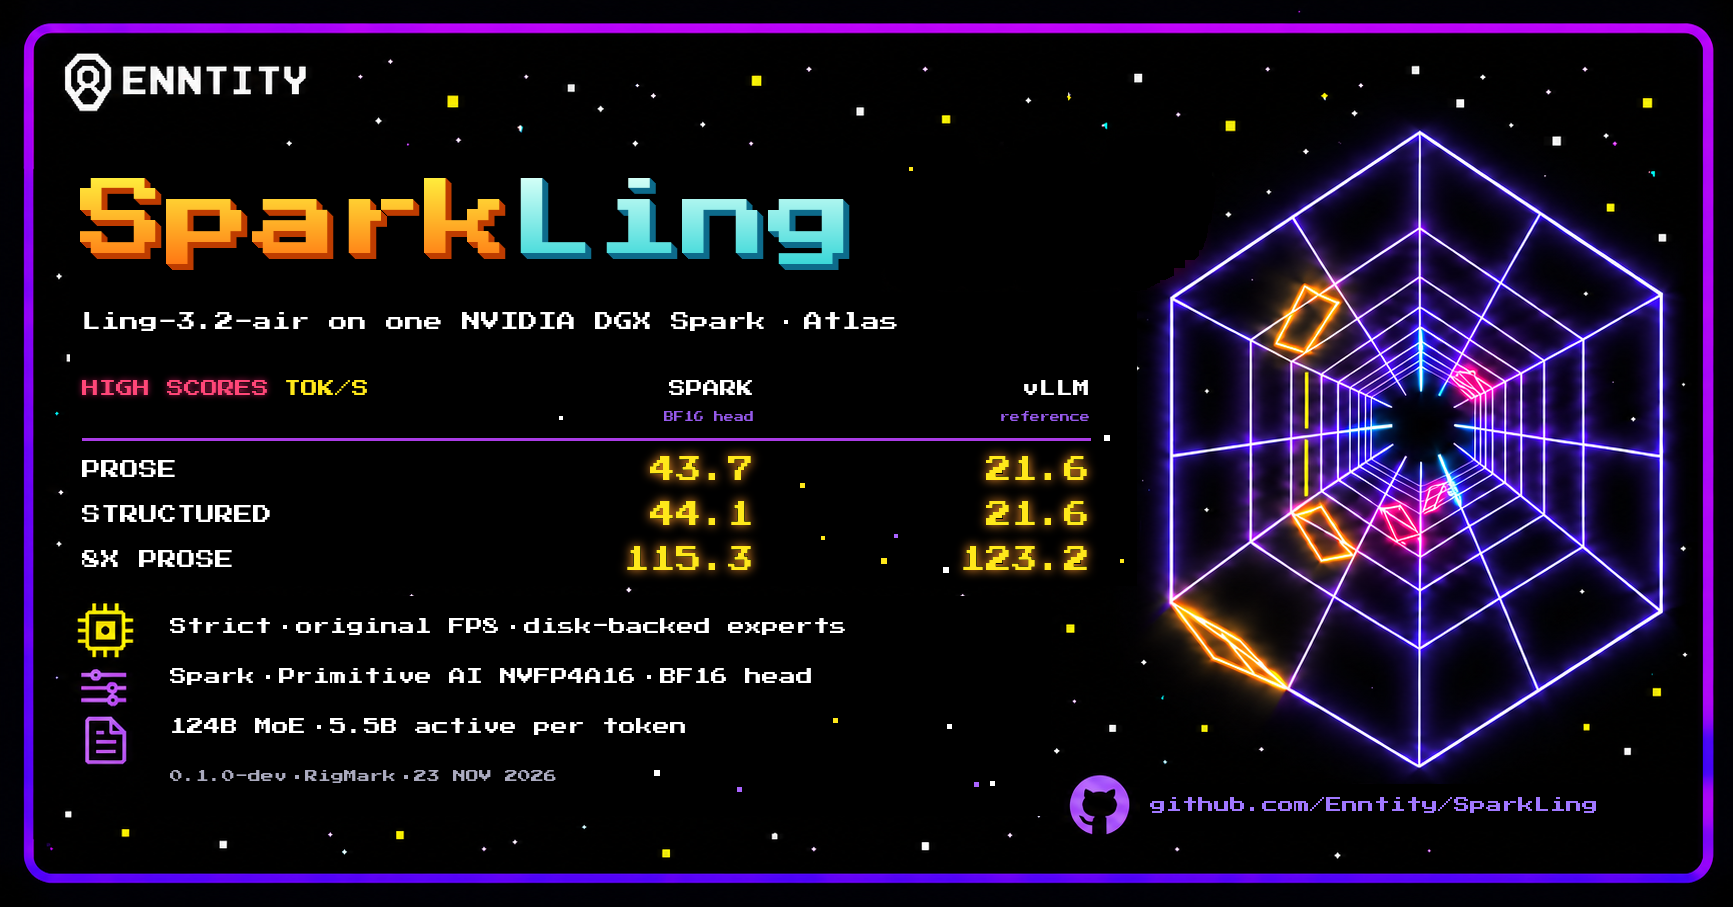 ENNTITY
SparkLing
Ling-3.2-air on one NVIDIA DGX Spark · Atlas
HIGH SCORES TOK/S SPARK vLLM
BF16 head reference
PROSE 43.7 21.6
STRUCTURED 44.1 21.6
8X PROSE 115.3 123.2
Strict · original FP8 · disk-backed experts
Spark · Primitive AI NVFP4A16 · BF16 head
124B MoE · 5.5B active per token
0.1.0-dev · RigMark · 23 NOV 2026
github.com/Enntity/SparkLing